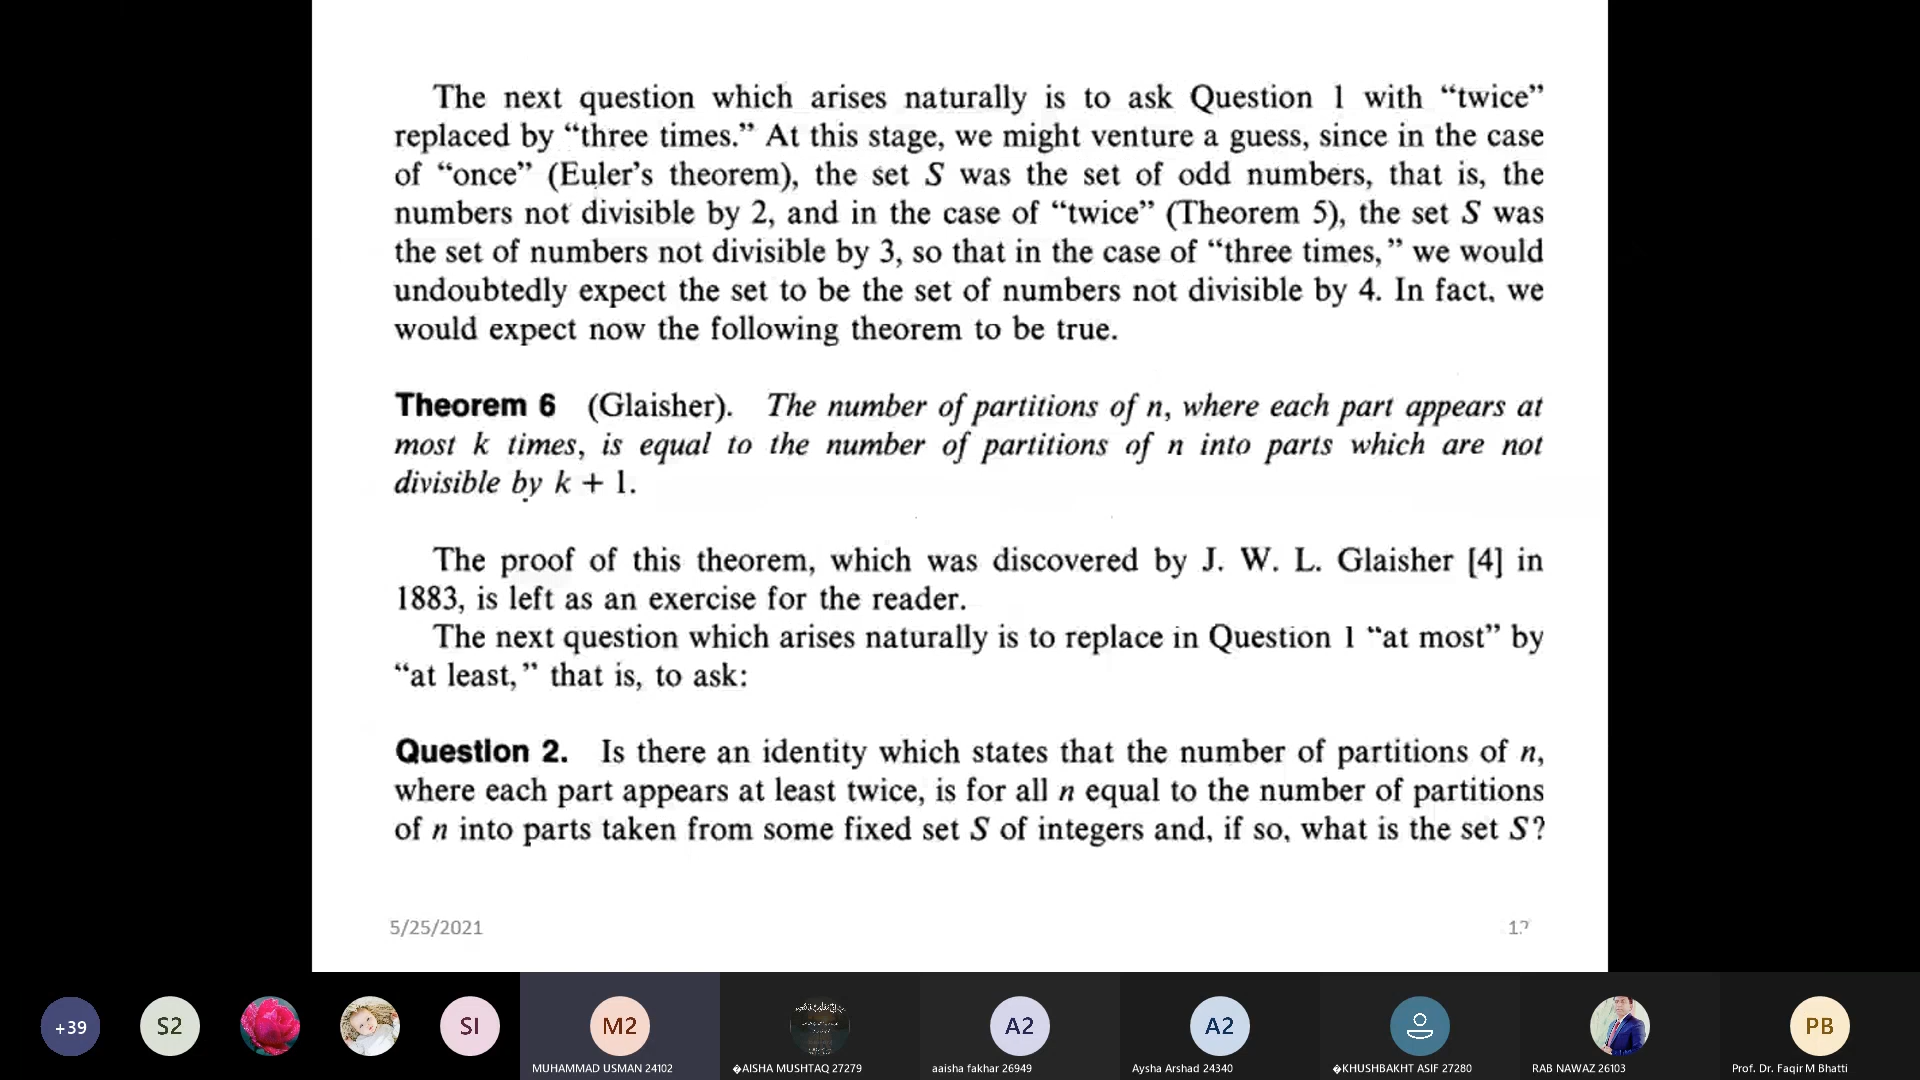 The next question which arises naturally is to ask Question 1 with “twice”
replaced by “three times.” At this stage, we might venture a guess, since in the case
of “once” (Euler’s theorem), the set S was the set of odd numbers, that is, the
numbers not divisible by 2, and in the case of “twice” (Theorem 5), the set S was
the set of numbers not divisible by 3, so that in the case of “three times,” we would
undoubtedly expect the set to be the set of numbers not divisible by 4. In fact, we
would expect now the following theorem to be true.
Theorem 6 (Glaisher). The number of partitions of n, where each part appears at
most k times, is equal to the number of partitions of n into parts which are not
divisible by k + 1.
The proof of this theorem, which was discovered by J. W. L. Glaisher [4] in
1883, is left as an exercise for the reader.
The next question which arises naturally is to replace in Question 1 “at most” by
“at least,” that is, to ask:
Question 2. Is there an identity which states that the number of partitions of n,
where each part appears at least twice, is for all n equal to the number of partitions
of n into parts taken from some fixed set S of integers and, if so, what is the set S?
5/25/2021
+39 S2 SI M2 A2 A2 PB
MUHAMMAD USMAN 24102 �AISHA MUSHTAQ 27279 aaisha fakhar 26949 Aysha Arshad 24340 �KHUSHBAKHT ASIF 27280 RAB NAWAZ 26103 Prof. Dr. Faqir M Bhatti